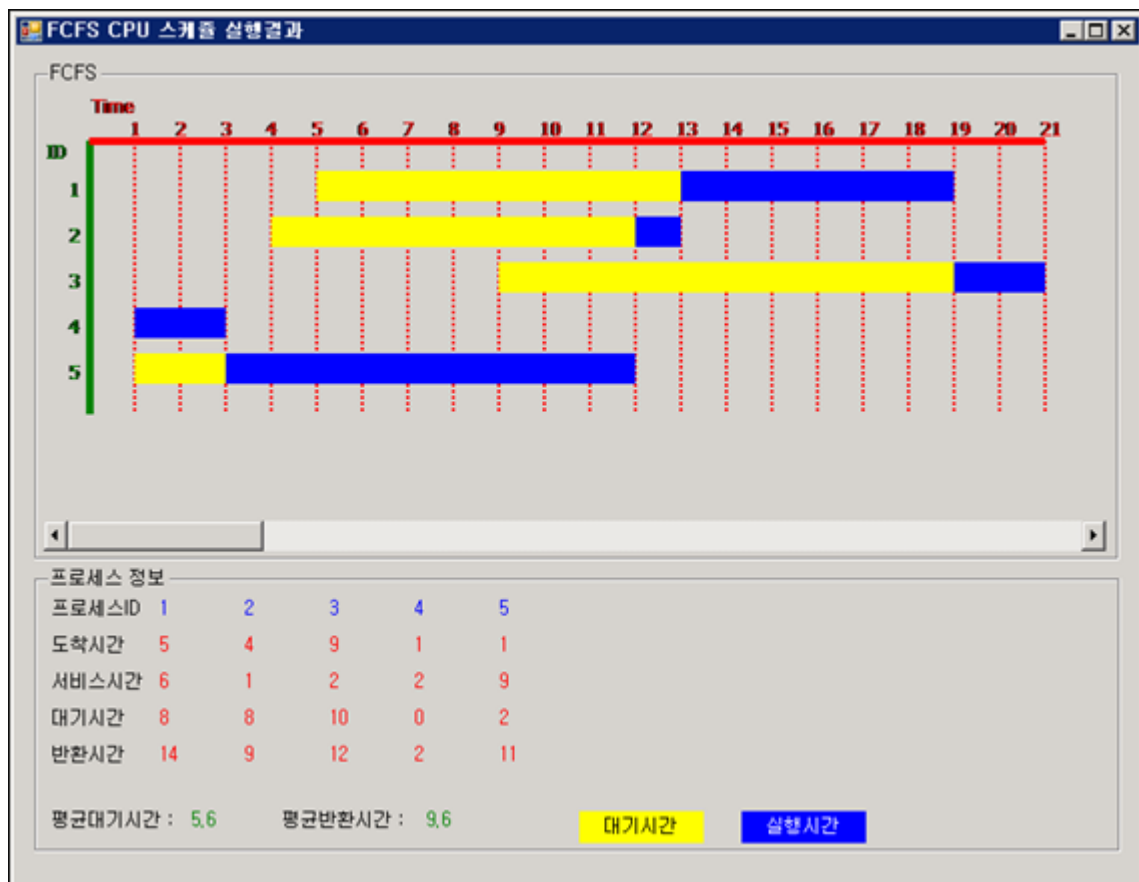 FCFS CPU 스케줄 실행결과
FCFS
Time
1 2 3 4 5 6 7 8 9 10 11 12 13 14 15 16 17 18 19 20 21
ID
1
2
3
4
5
프로세스 정보
프로세스ID 1 2 3 4 5
도착시간 5 4 9 1 1
서비스시간 6 1 2 2 9
대기시간 8 8 10 0 2
반환시간 14 9 12 2 11
평균대기시간 : 5,6 평균반환시간 : 9,6 대기시간 실행시간